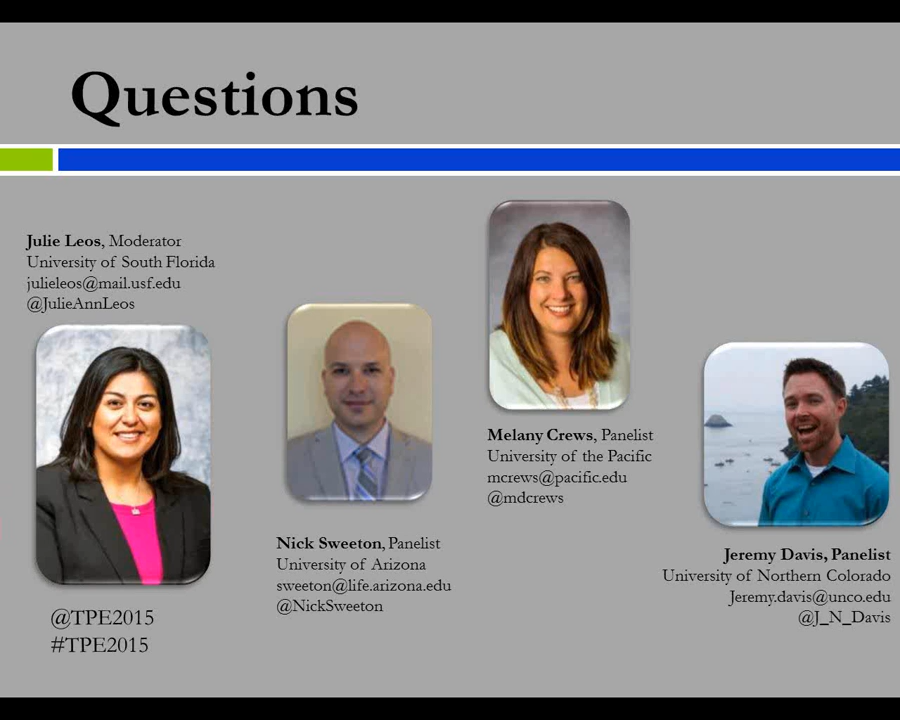 Questions
Julie Leos, Moderator
University of South Florida
julieleos@mail.usf.edu
@JulieAnnLeos
@TPE2015
#TPE2015
Nick Sweeton, Panelist
University of Arizona
sweeton@life.arizona.edu
@NickSweeton
Melany Crews, Panelist
University of the Pacific
mcrews@pacific.edu
@mdcrews
Jeremy Davis, Panelist
University of Northern Colorado
Jeremy.davis@unco.edu
@J_N_Davis